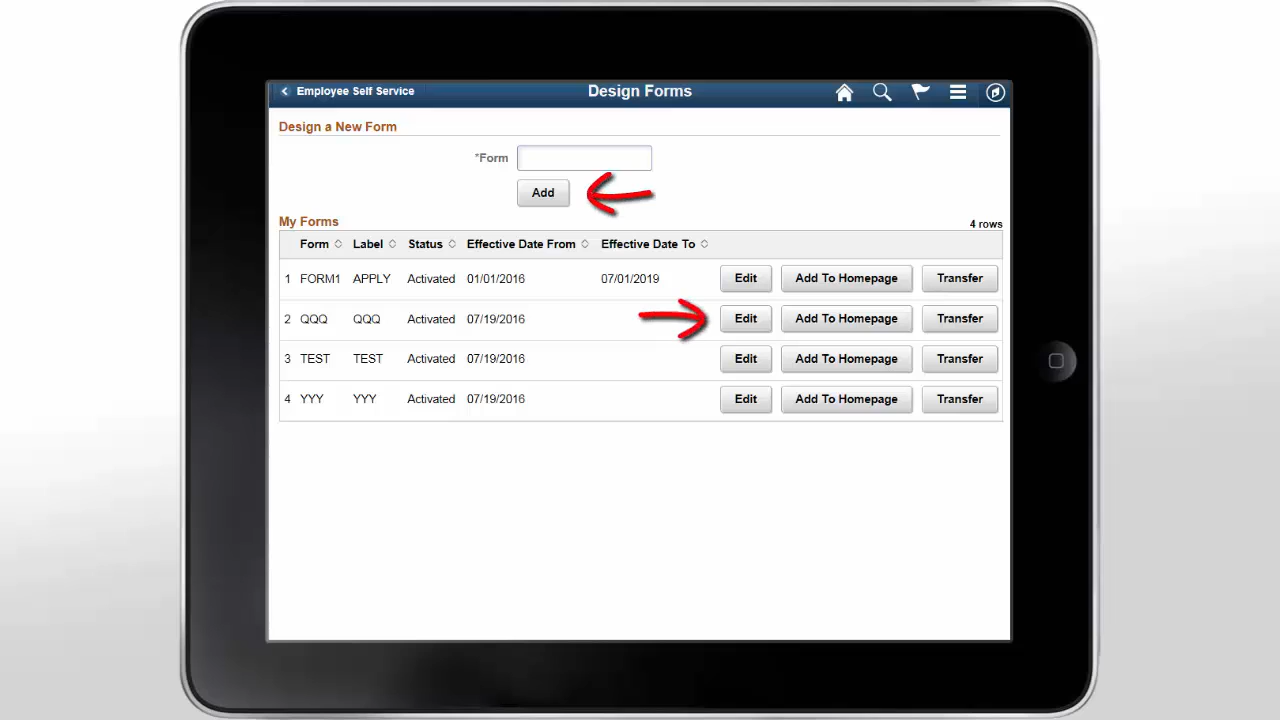 Employee Self Service Design Forms
Design a New Form
*Form
Add
My Forms 4 rows
Form Label Status Effective Date From Effective Date To
1 FORM1 APPLY Activated 01/01/2016 07/01/2019 Edit Add To Homepage Transfer
2 QQQ QQQ Activated 07/19/2016 Edit Add To Homepage Transfer
3 TEST TEST Activated 07/19/2016 Edit Add To Homepage Transfer
4 YYY YYY Activated 07/19/2016 Edit Add To Homepage Transfer